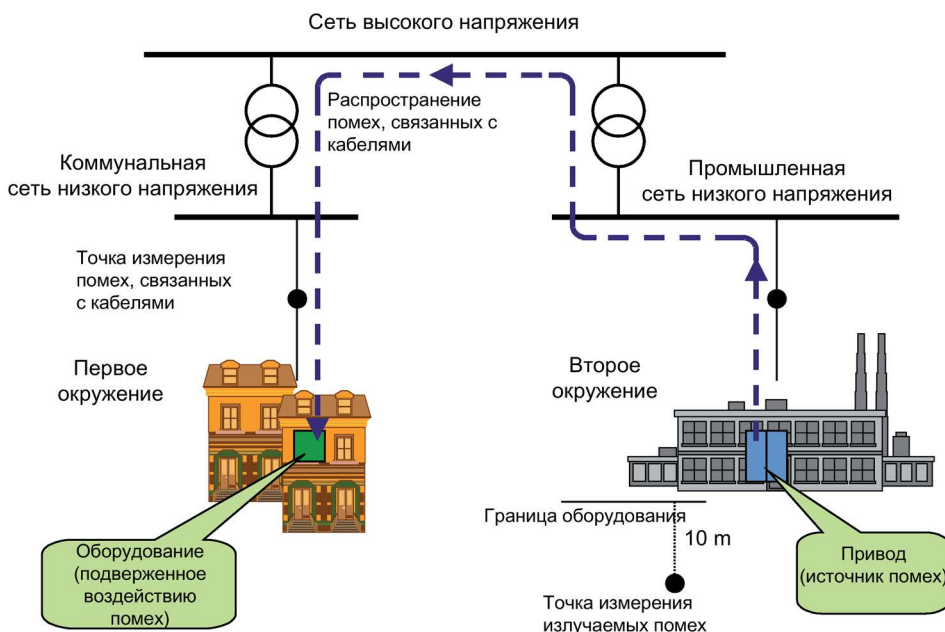 Сеть высокого напряжения
Распространение
помех, связанных с
кабелями
Коммунальная
сеть низкого напряжения
Промышленная
сеть низкого напряжения
Точка измерения
помех, связанных
с кабелями
Первое
окружение
Второе
окружение
Граница оборудования
10 m
Оборудование
(подверженное
воздействию
помех)
Привод
(источник помех)
Точка измерения
излучаемых помех